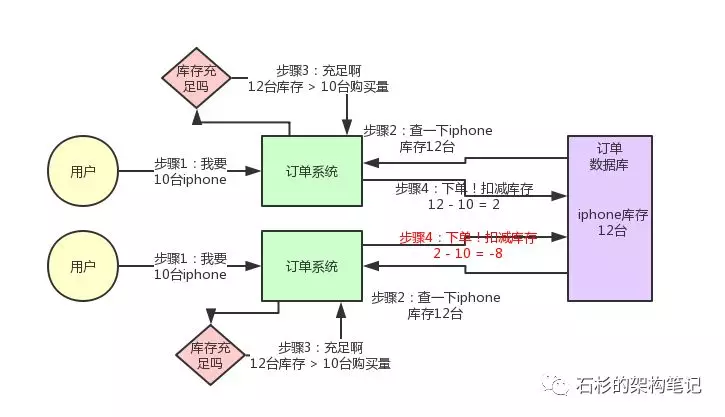 库存充
足吗
步骤3：充足啊
12台库存 > 10台购买量
步骤2：查一下iphone
库存12台
用户
步骤1：我要
10台iphone
订单系统
订单
数据库
步骤4：下单！扣减库存
12 - 10 = 2
iphone库存
12台
步骤4：下单！扣减库存
2 - 10 = -8
用户
步骤1：我要
10台iphone
订单系统
步骤2：查一下iphone
库存12台
库存充
足吗
步骤3：充足啊
12台库存 > 10台购买量
石杉的架构笔记